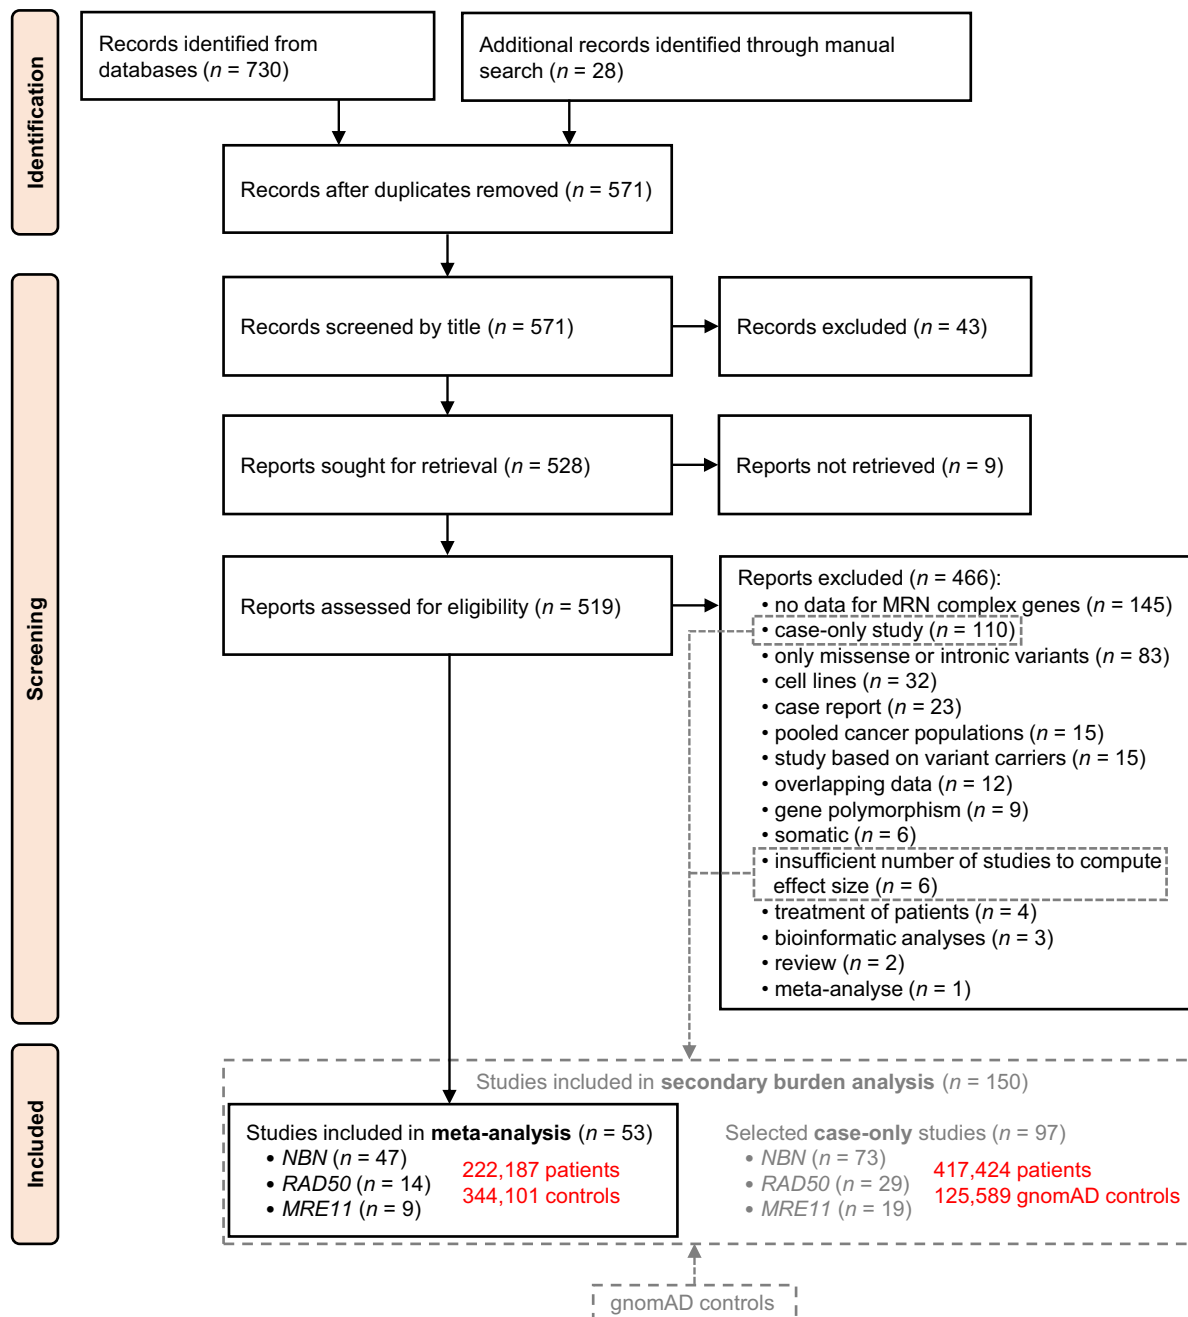 Identification
Records identified from
databases (n = 730)
Additional records identified through manual
search (n = 28)
Records after duplicates removed (n = 571)
Screening
Records screened by title (n = 571)
Records excluded (n = 43)
Reports sought for retrieval (n = 528)
Reports not retrieved (n = 9)
Reports assessed for eligibility (n = 519)
Reports excluded (n = 466):
• no data for MRN complex genes (n = 145)
• case-only study (n = 110)
• only missense or intronic variants (n = 83)
• cell lines (n = 32)
• case report (n = 23)
• pooled cancer populations (n = 15)
• study based on variant carriers (n = 15)
• overlapping data (n = 12)
• gene polymorphism (n = 9)
• somatic (n = 6)
• insufficient number of studies to compute
effect size (n = 6)
• treatment of patients (n = 4)
• bioinformatic analyses (n = 3)
• review (n = 2)
• meta-analyse (n = 1)
Included
Studies included in secondary burden analysis (n = 150)
Studies included in meta-analysis (n = 53)
• NBN (n = 47)
• RAD50 (n = 14)
• MRE11 (n = 9)
222,187 patients
344,101 controls
Selected case-only studies (n = 97)
• NBN (n = 73)
• RAD50 (n = 29)
• MRE11 (n = 19)
417,424 patients
125,589 gnomAD controls
gnomAD controls